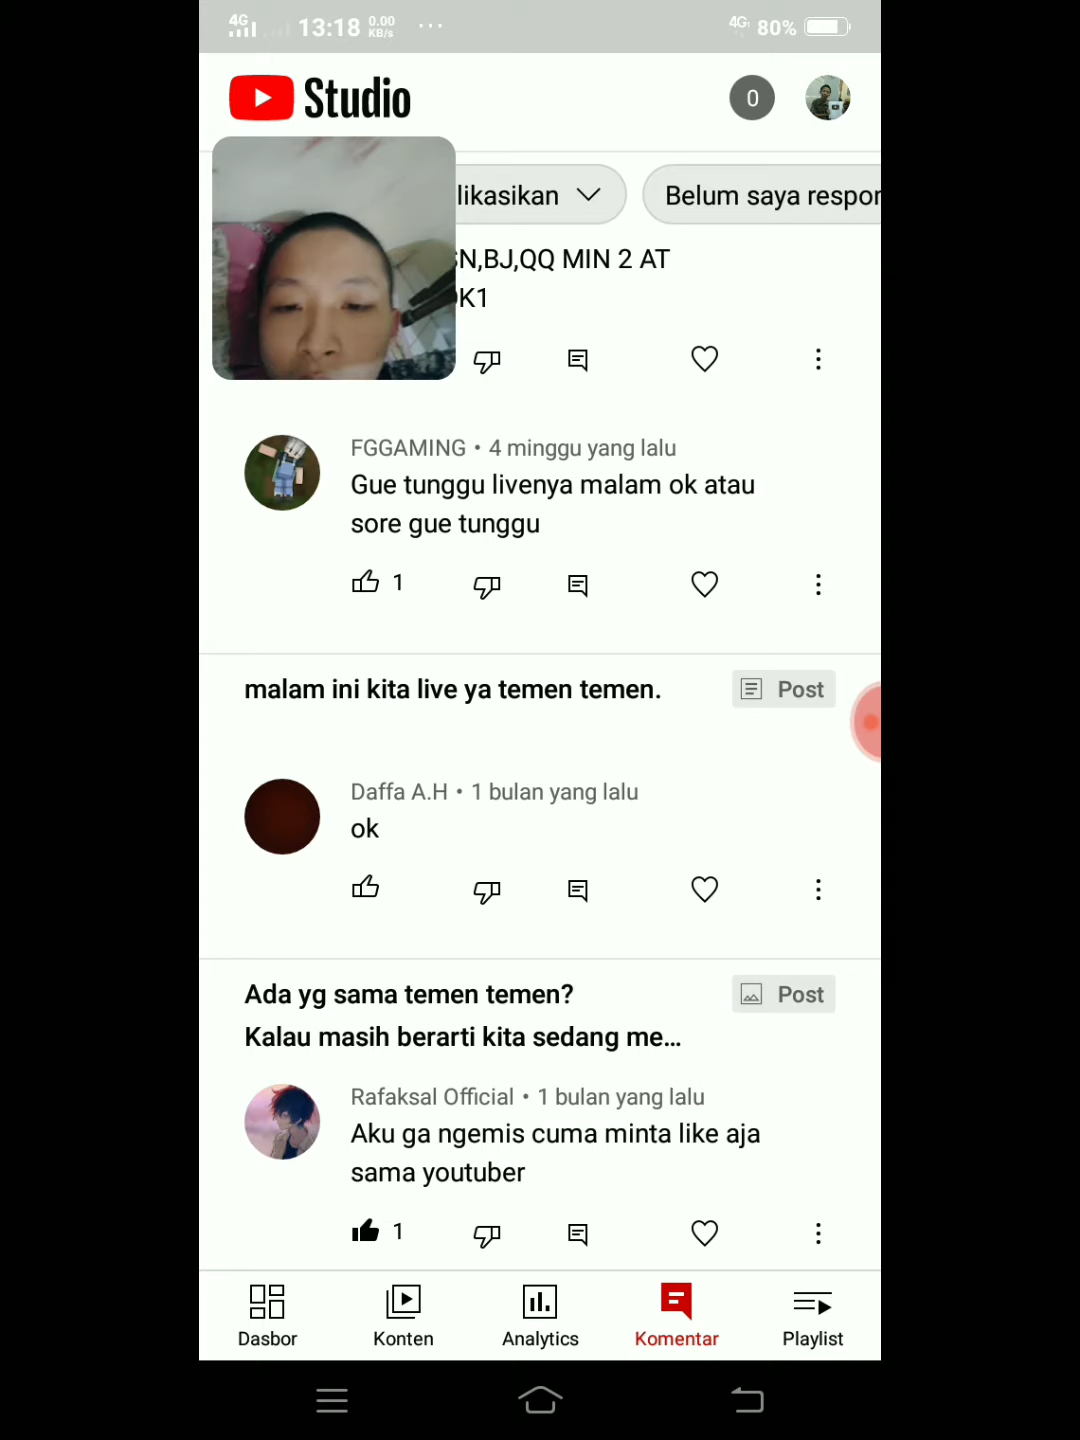 4G 13:18 0.00 KB/s ... 4G 80%
Studio 0
likasikan Belum saya respon
SN,BJ,QQ MIN 2 AT
K1
FGGAMING • 4 minggu yang lalu
Gue tunggu livenya malam ok atau
sore gue tunggu
1
malam ini kita live ya temen temen. Post
Daffa A.H • 1 bulan yang lalu
ok
Ada yg sama temen temen? Post
Kalau masih berarti kita sedang me...
Rafaksal Official • 1 bulan yang lalu
Aku ga ngemis cuma minta like aja
sama youtuber
1
Dasbor Konten Analytics Komentar Playlist